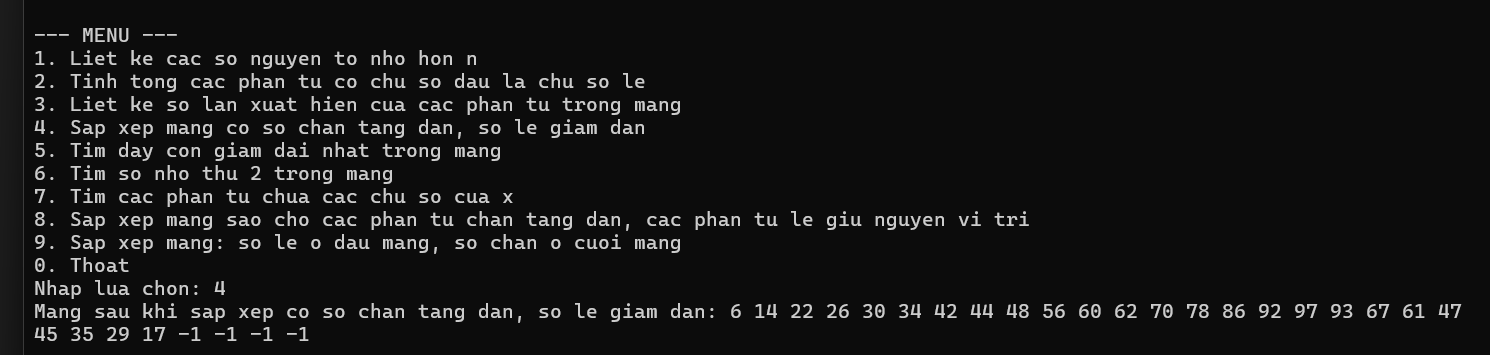 --- MENU ---
1. Liet ke cac so nguyen to nho hon n
2. Tinh tong cac phan tu co chu so dau la chu so le
3. Liet ke so lan xuat hien cua cac phan tu trong mang
4. Sap xep mang co so chan tang dan, so le giam dan
5. Tim day con giam dai nhat trong mang
6. Tim so nho thu 2 trong mang
7. Tim cac phan tu chua cac chu so cua x
8. Sap xep mang sao cho cac phan tu chan tang dan, cac phan tu le giu nguyen vi tri
9. Sap xep mang: so le o dau mang, so chan o cuoi mang
0. Thoat
Nhap lua chon: 4
Mang sau khi sap xep co so chan tang dan, so le giam dan: 6 14 22 26 30 34 42 44 48 56 60 62 70 78 86 92 97 93 67 61 47
45 35 29 17 -1 -1 -1 -1